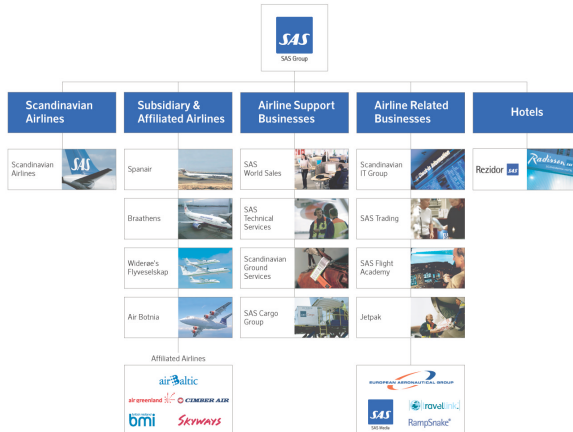 SAS
SAS Group
Scandinavian
Airlines
Subsidiary &
Affiliated Airlines
Airline Support
Businesses
Airline Related
Businesses
Hotels
Scandinavian
Airlines
SAS
Spanair
Braathens
Widerøe's
Flyveselskap
Air Botnia
SAS
World Sales
SAS
Technical
Services
Scandinavian
Ground
Services
SAS Cargo
Group
Scandinavian
IT Group
SAS Trading
SAS Flight
Academy
Jetpak
Rezidor SAS
Radisson
Affiliated Airlines
airBaltic
air greenland
CIMBER AIR
bmi
SKYWAYS
EUROPEAN AERONAUTICAL GROUP
SAS
SAS Media
travellink
RampSnake®